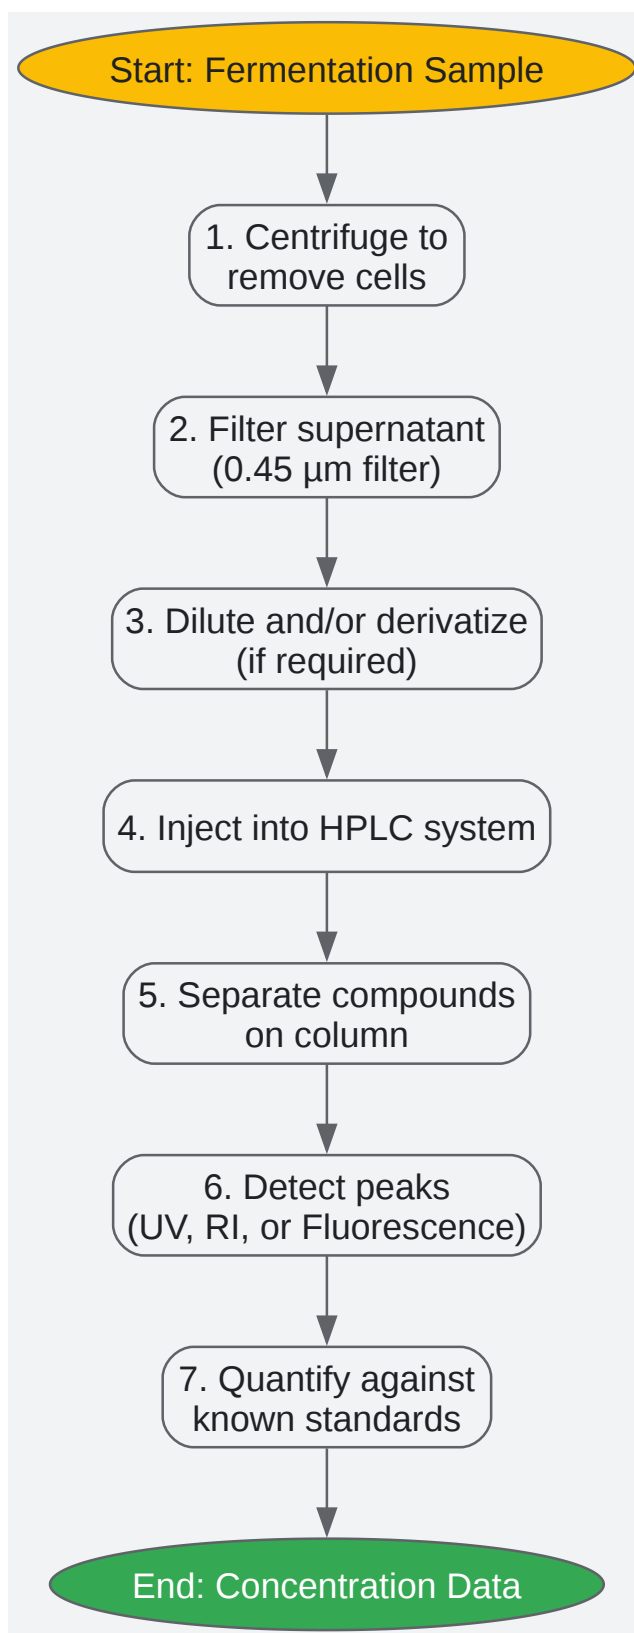 Start: Fermentation Sample
1. Centrifuge to
remove cells
2. Filter supernatant
(0.45 µm filter)
3. Dilute and/or derivatize
(if required)
4. Inject into HPLC system
5. Separate compounds
on column
6. Detect peaks
(UV, RI, or Fluorescence)
7. Quantify against
known standards
End: Concentration Data